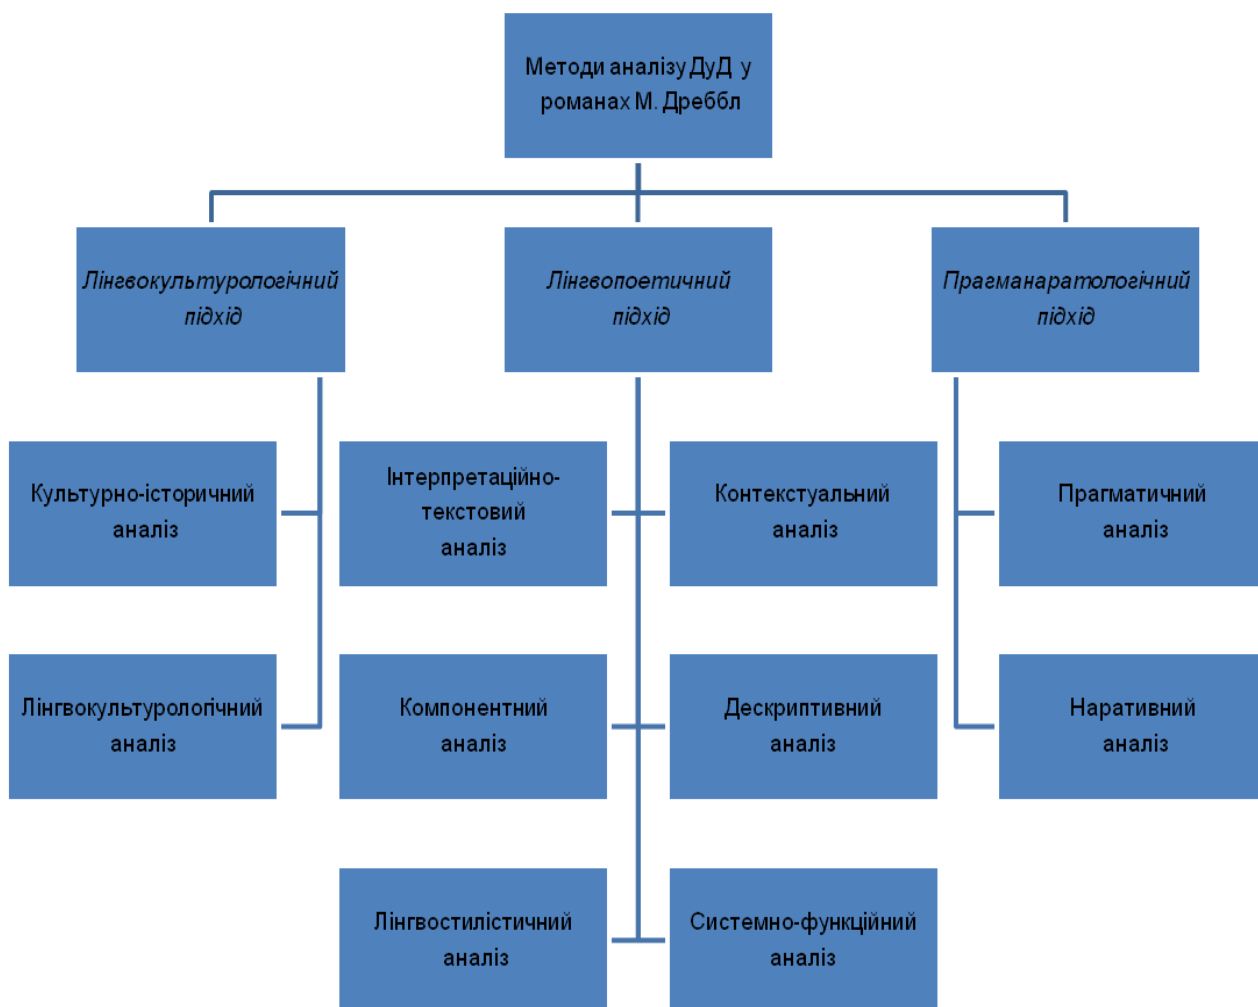 Методи аналізу ДуД у
романах М. Дреббл
Лінгвокультурологічний
підхід
Лінгвопоетичний
підхід
Прагманаратологічний
підхід
Культурно-історичний
аналіз
Інтерпретаційно-
текстовий
аналіз
Контекстуальний
аналіз
Прагматичний
аналіз
Лінгвокультурологічний
аналіз
Компонентний
аналіз
Дескриптивний
аналіз
Наративний
аналіз
Лінгвостилістичний
аналіз
Системно-функційний
аналіз